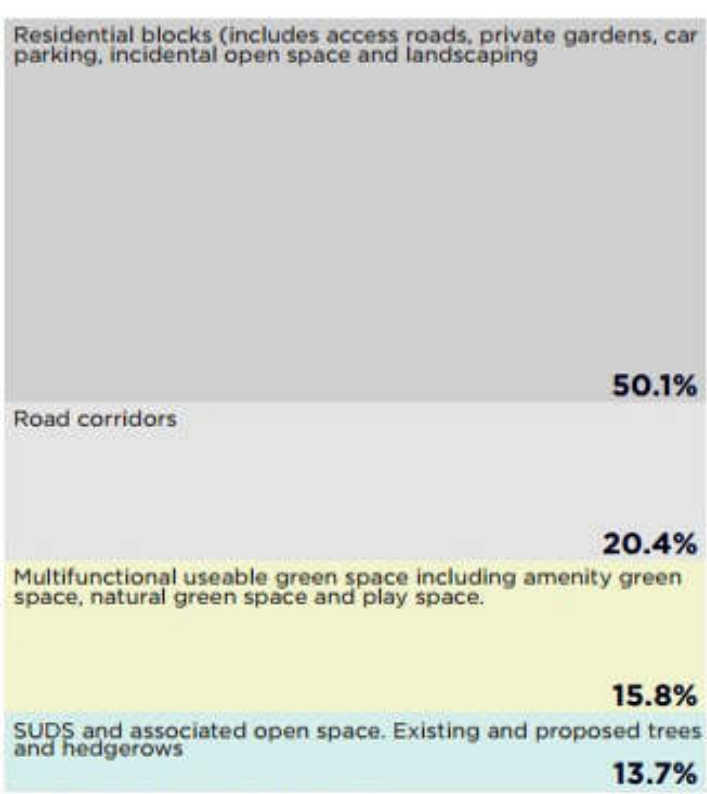 Residential blocks (includes access roads, private gardens, car
parking, incidental open space and landscaping
50.1%
Road corridors
20.4%
Multifunctional useable green space including amenity green
space, natural green space and play space.
15.8%
SUDS and associated open space. Existing and proposed trees
and hedgerows
13.7%